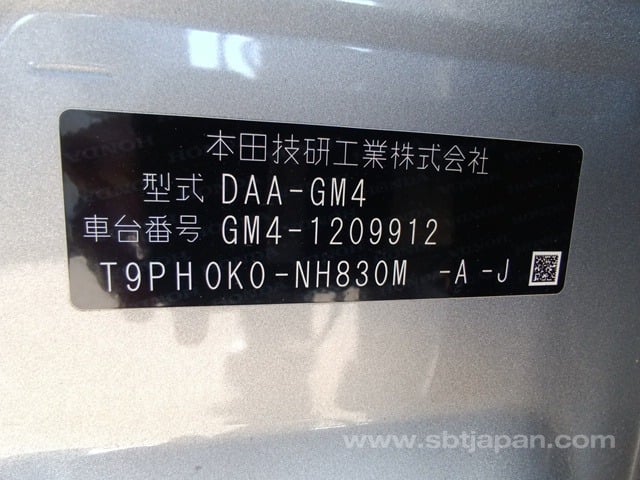 本田技研工業株式会社
型式 DAA-GM4
車台番号 GM4-1209912
T9PH0K0-NH830M -A-J
www.sbtjapan.com